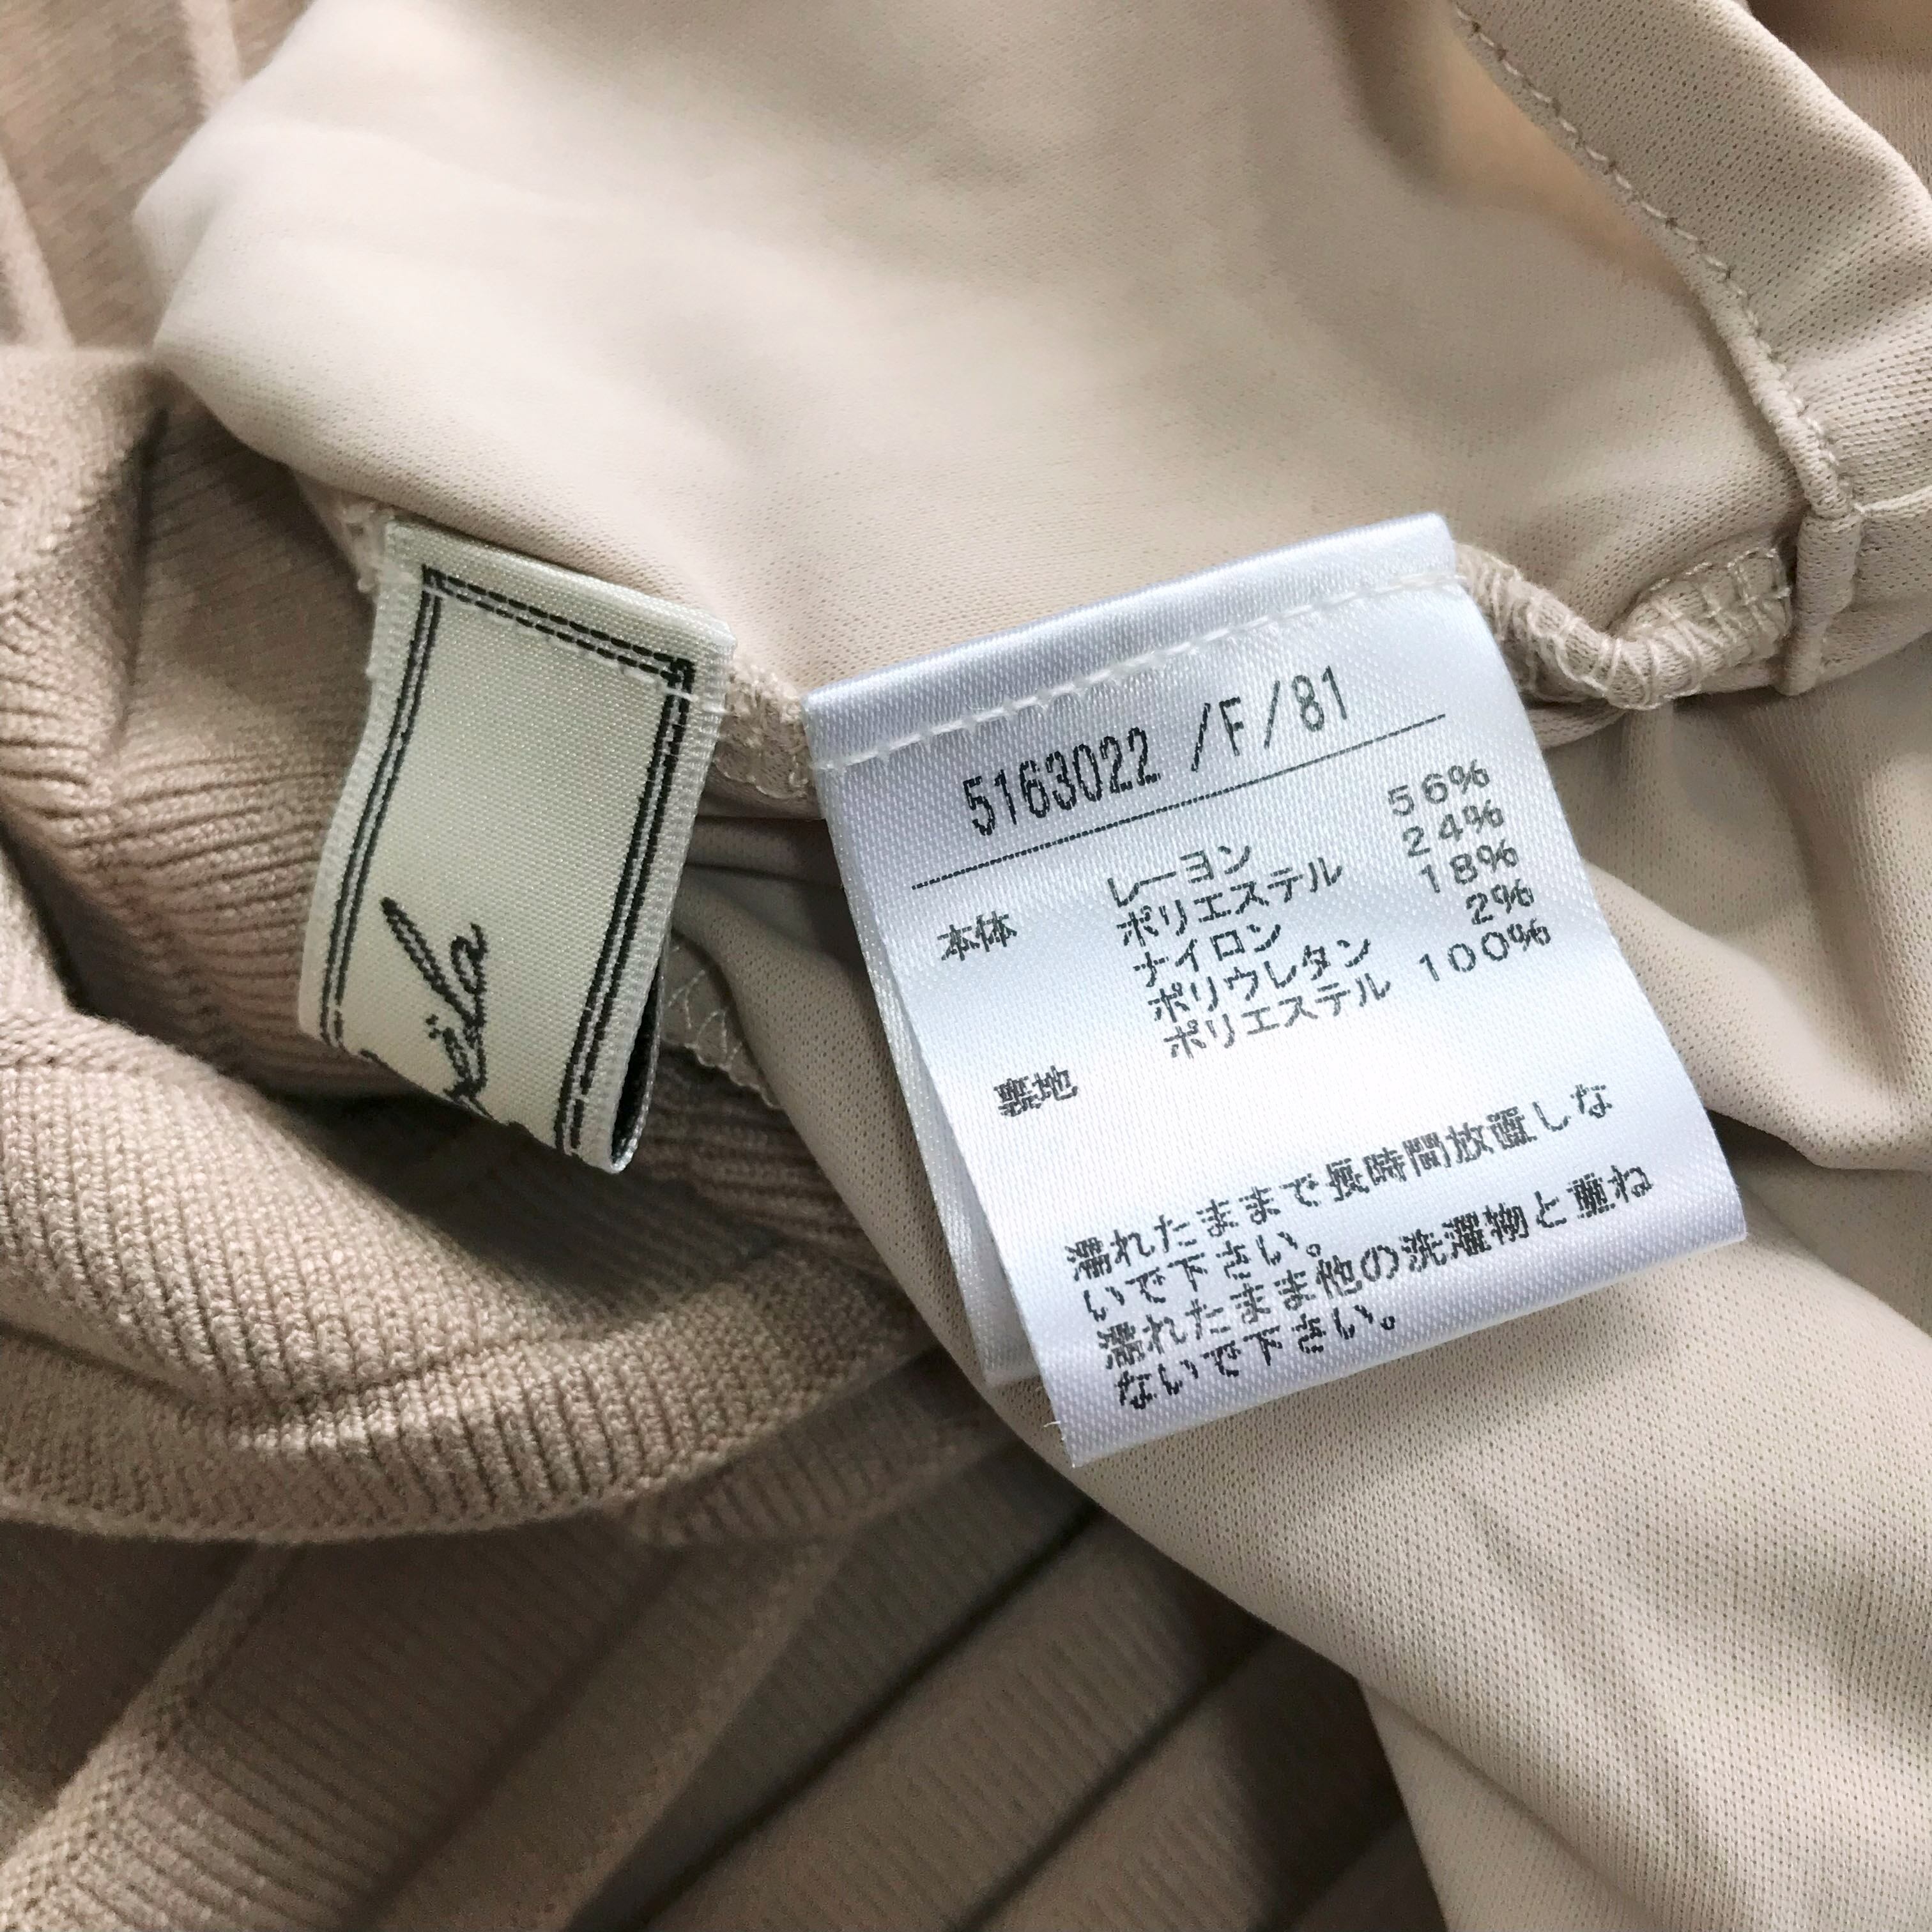 5163022 /F/81
本体 レーヨン 56%
ポリエステル 24%
ナイロン 18%
ポリウレタン 2%
裏地 ポリエステル 100%
濡れたままで長時間放置しな
いで下さい。
濡れたまま他の洗濯物と重ね
ないで下さい。